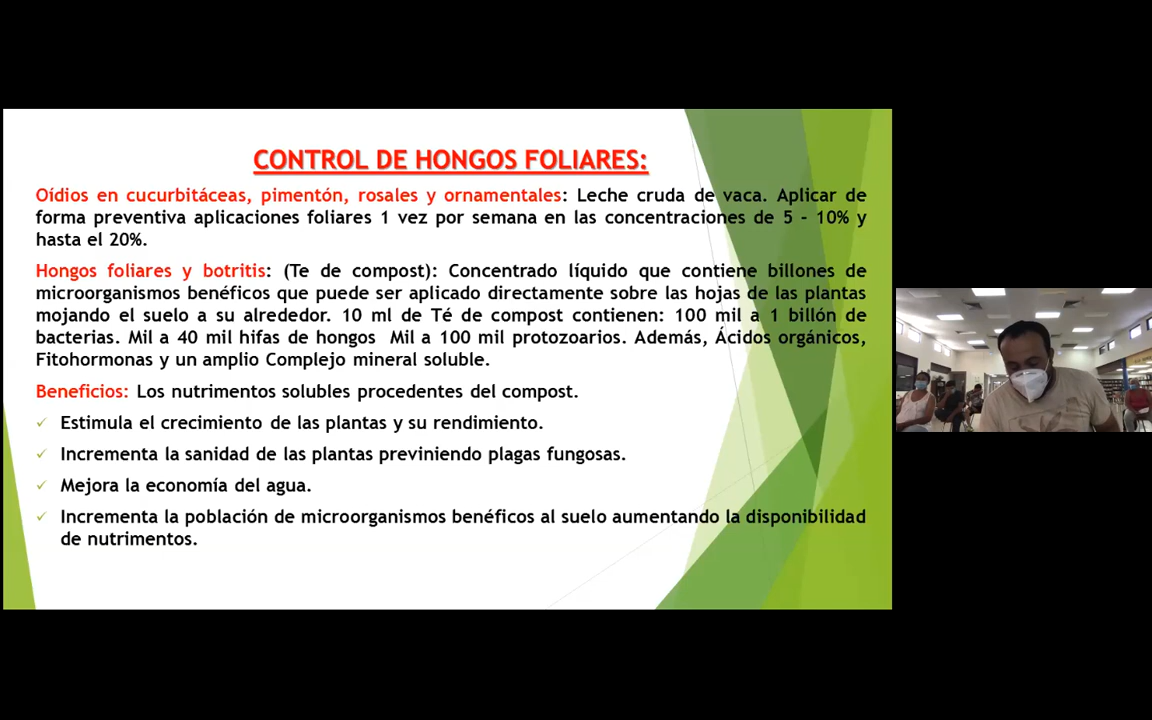 CONTROL DE HONGOS FOLIARES:
Oídios en cucurbitáceas, pimentón, rosales y ornamentales: Leche cruda de vaca. Aplicar de
forma preventiva aplicaciones foliares 1 vez por semana en las concentraciones de 5 - 10% y
hasta el 20%.
Hongos foliares y botritis: (Te de compost): Concentrado líquido que contiene billones de
microorganismos benéficos que puede ser aplicado directamente sobre las hojas de las plantas
mojando el suelo a su alrededor. 10 ml de Té de compost contienen: 100 mil a 1 billón de
bacterias. Mil a 40 mil hifas de hongos Mil a 100 mil protozoarios. Además, Ácidos orgánicos,
Fitohormonas y un amplio Complejo mineral soluble.
Beneficios: Los nutrimentos solubles procedentes del compost.
✓ Estimula el crecimiento de las plantas y su rendimiento.
✓ Incrementa la sanidad de las plantas previniendo plagas fungosas.
✓ Mejora la economía del agua.
✓ Incrementa la población de microorganismos benéficos al suelo aumentando la disponibilidad
de nutrimentos.